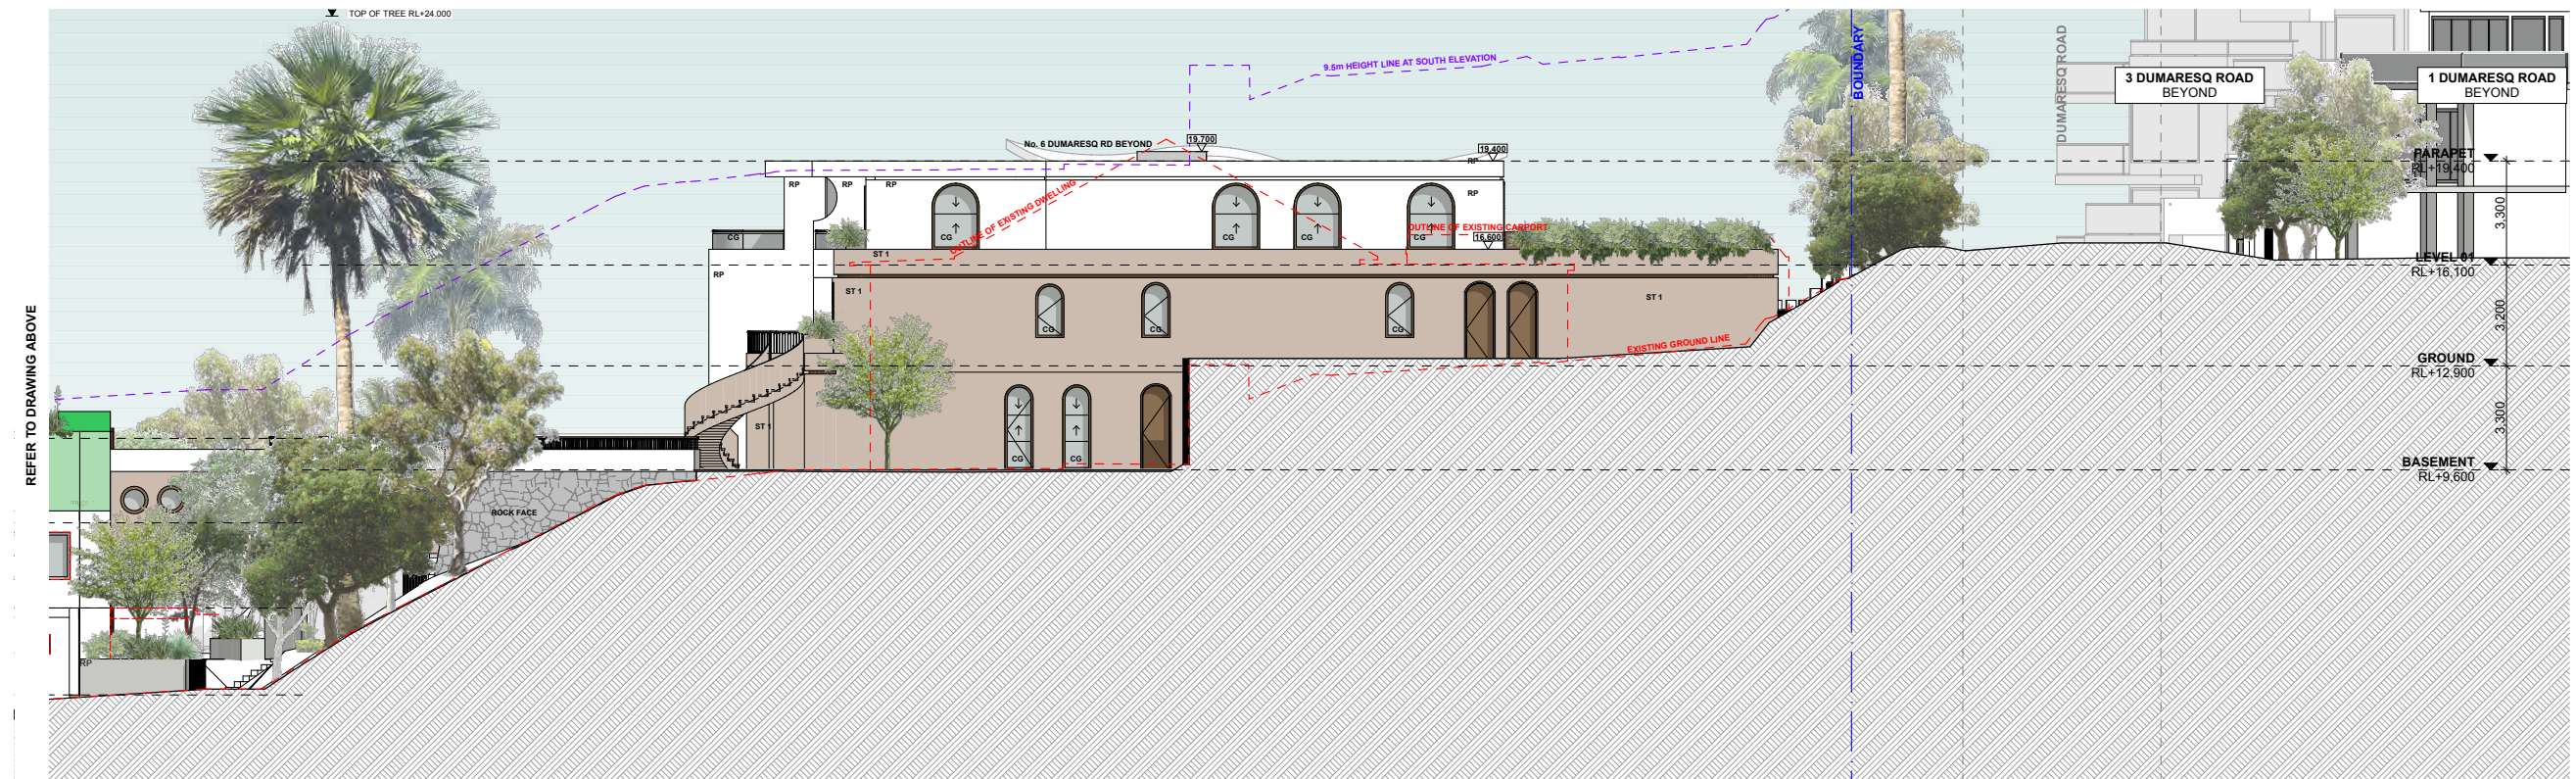 TOP OF TREE RL+24.000
9.5m HEIGHT LINE AT SOUTH ELEVATION
BOUNDARY
DUMARESQ ROAD
3 DUMARESQ ROAD
BEYOND
1 DUMARESQ ROAD
BEYOND
No. 6 DUMARESQ RD BEYOND
19.700
19.400
RP
PARAPET
RL+19,400
RP
RP
RP
RP
OUTLINE OF EXISTING DWELLING
3,300
CG
CG
CG
CG
OUTLINE OF EXISTING CARPORT
16.600
ST 1
LEVEL 01
RL+16,100
RP
ST 1
ST 1
CG
CG
CG
3,200
EXISTING GROUND LINE
GROUND
RL+12,900
REFER TO DRAWING ABOVE
ST 1
CG
CG
3,300
BASEMENT
RL+9,600
ROCK FACE
RP